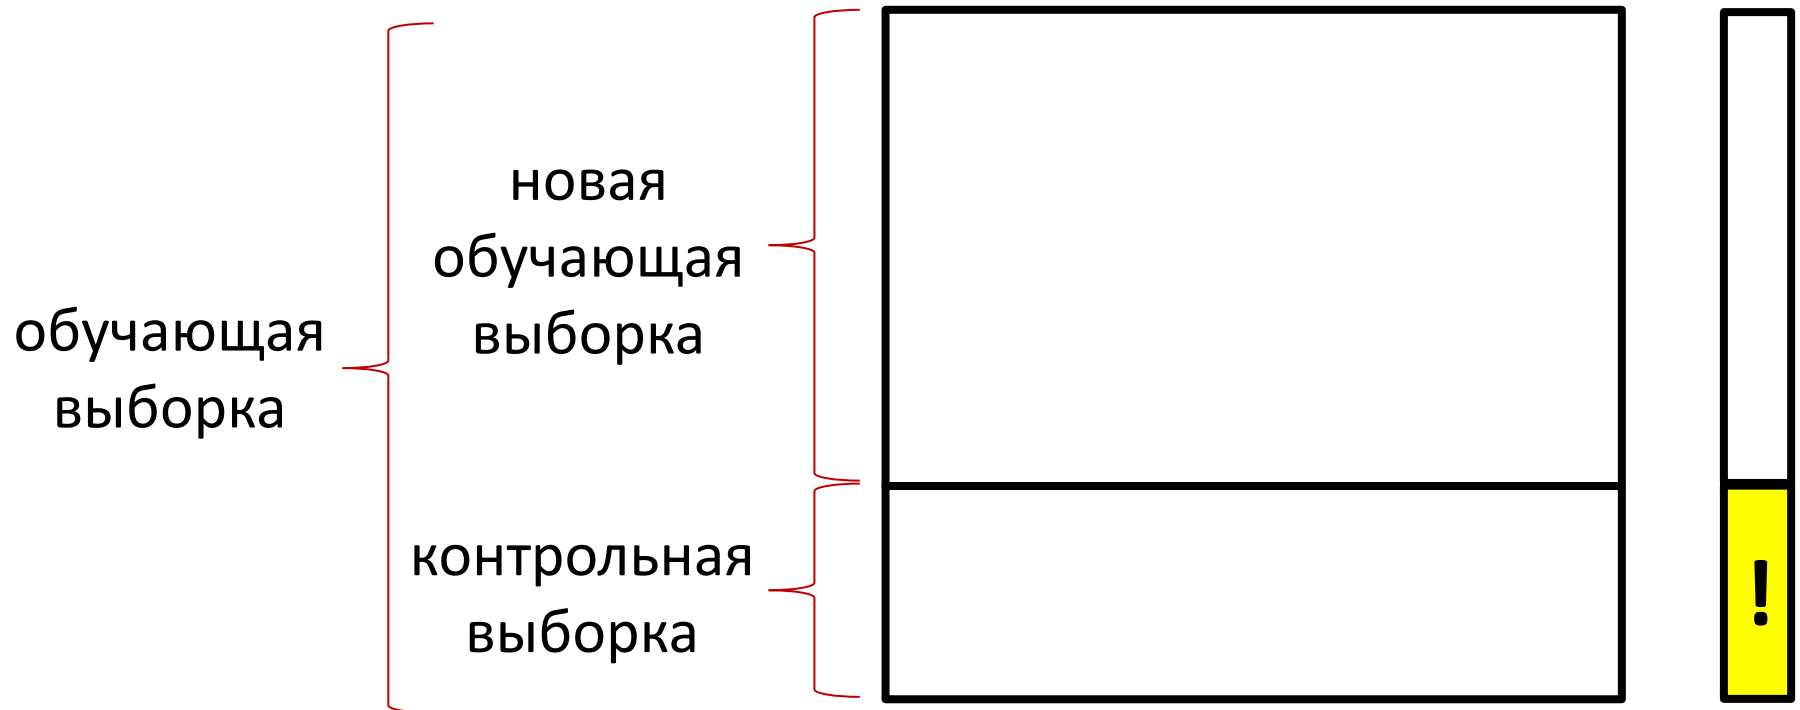 обучающая
выборка
новая
обучающая
выборка
контрольная
выборка
!